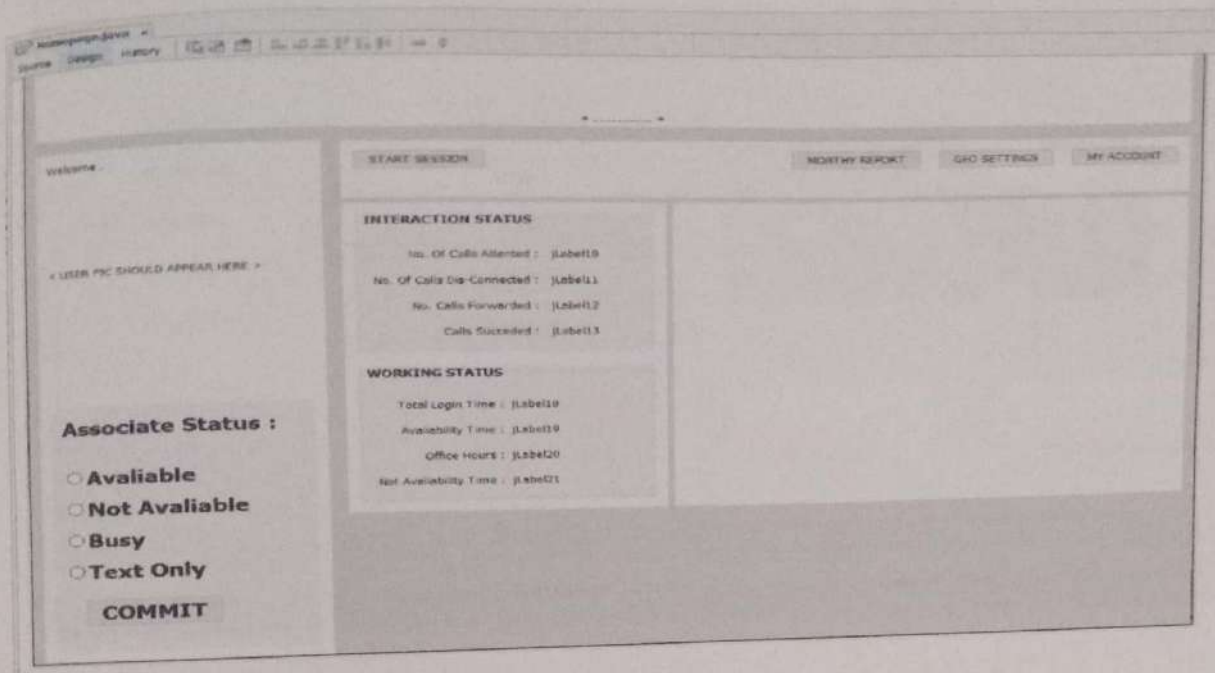 Source Design History
* ------------ *
Welcome .
START SESSION
MONTHY REPORT
GEO SETTINGS
MY ACCOUNT
< USER PIC SHOULD APPEAR HERE >
INTERACTION STATUS
No. Of Calls Attented : jLabel10
No. Of Calls Dis-Connected : jLabel11
No. Calls Forwarded : jLabel12
Calls Succeded : jLabel13
WORKING STATUS
Total Login Time : jLabel18
Availability Time : jLabel19
Office Hours : jLabel20
Not Availability Time : jLabel21
Associate Status :
Avaliable
Not Avaliable
Busy
Text Only
COMMIT